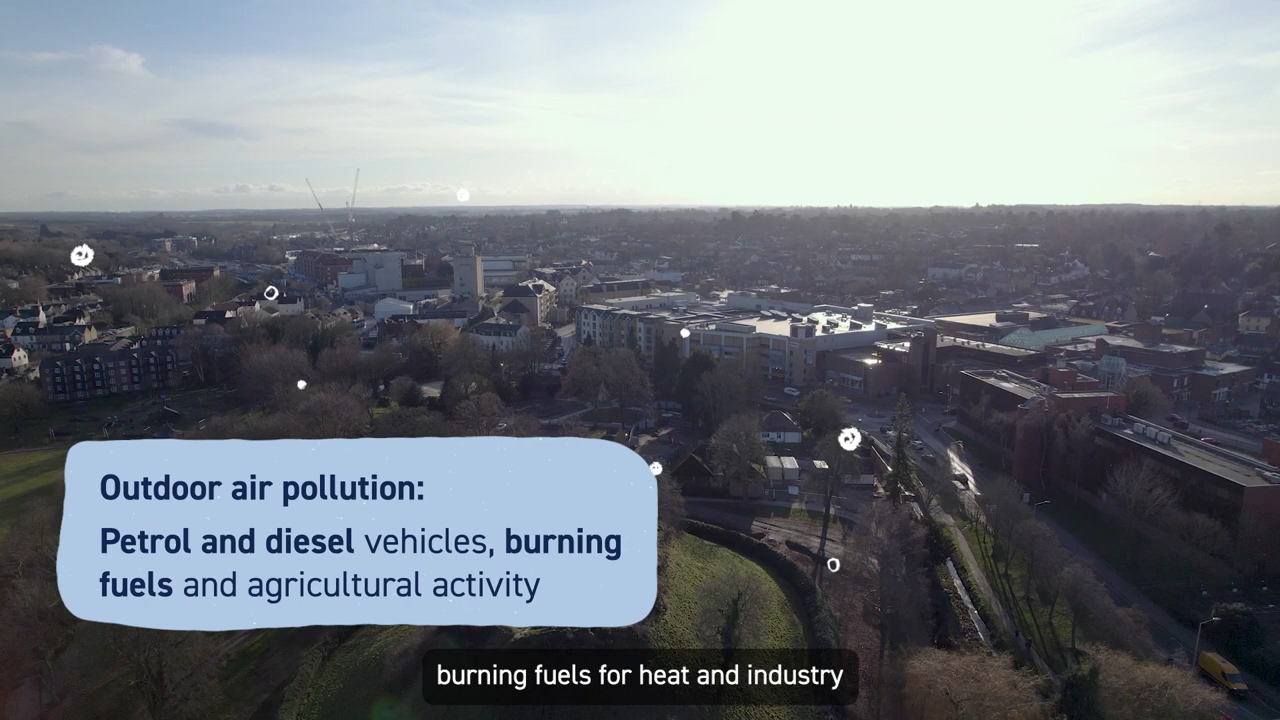 Outdoor air pollution:
Petrol and diesel vehicles, burning
fuels and agricultural activity
burning fuels for heat and industry